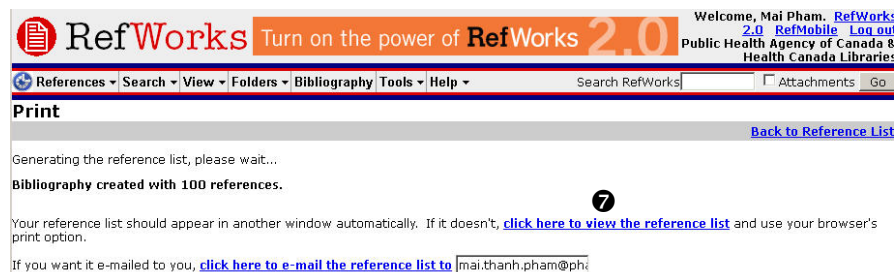 Welcome, Mai Pham. RefWorks
2.0 RefMobile Log out
Public Health Agency of Canada &
Health Canada Libraries
RefWorks Turn on the power of RefWorks 2.0
References Search View Folders Bibliography Tools Help Search RefWorks Attachments Go
Print
Back to Reference List
Generating the reference list, please wait...
Bibliography created with 100 references.
7
Your reference list should appear in another window automatically. If it doesn't, click here to view the reference list and use your browser's
print option.
If you want it e-mailed to you, click here to e-mail the reference list to mai.thanh.pham@pha